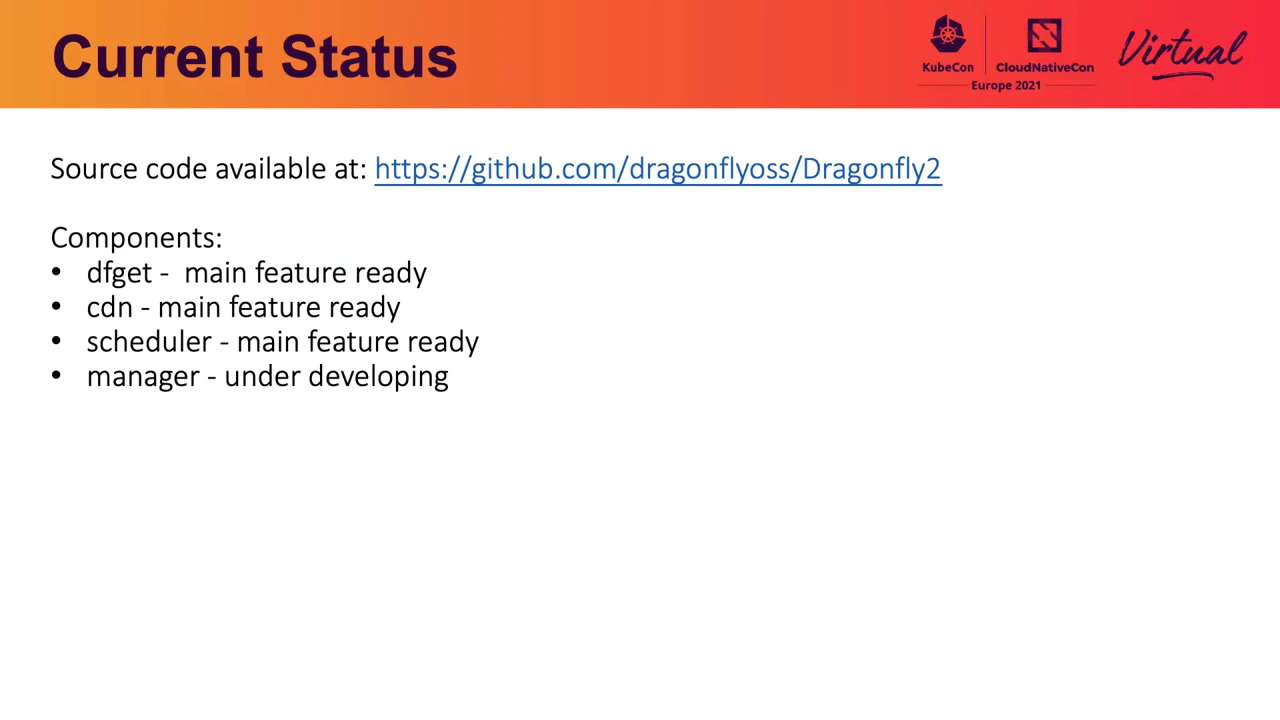 Current Status
KubeCon
CloudNativeCon
Europe 2021
Virtual
Source code available at: https://github.com/dragonflyoss/Dragonfly2
Components:
• dfget - main feature ready
• cdn - main feature ready
• scheduler - main feature ready
• manager - under developing